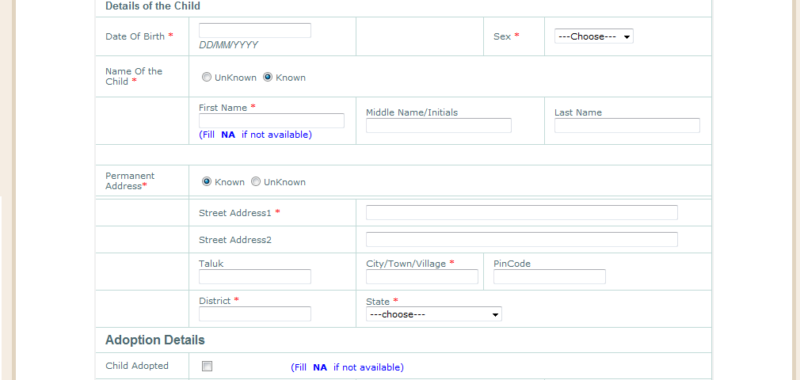 Details of the Child
Date Of Birth * Sex * ---Choose---
DD/MM/YYYY
Name Of the Child * UnKnown Known
First Name * Middle Name/Initials Last Name
(Fill NA if not available)
Permanent Address* Known UnKnown
Street Address1 *
Street Address2
Taluk City/Town/Village * PinCode
District * State *
---choose---
Adoption Details
Child Adopted (Fill NA if not available)